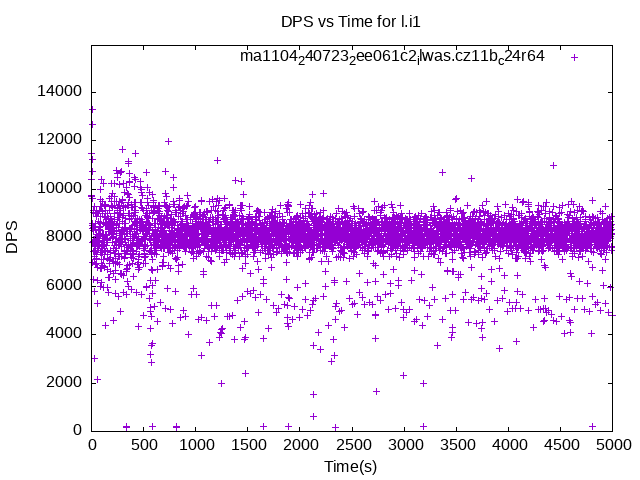 DPS vs Time for l.i1
ma1104_240723_2ee061c2_ilwas.cz11b_c24r64
14000
12000
10000
8000
6000
4000
2000
0
DPS
0 500 1000 1500 2000 2500 3000 3500 4000 4500 5000
Time(s)